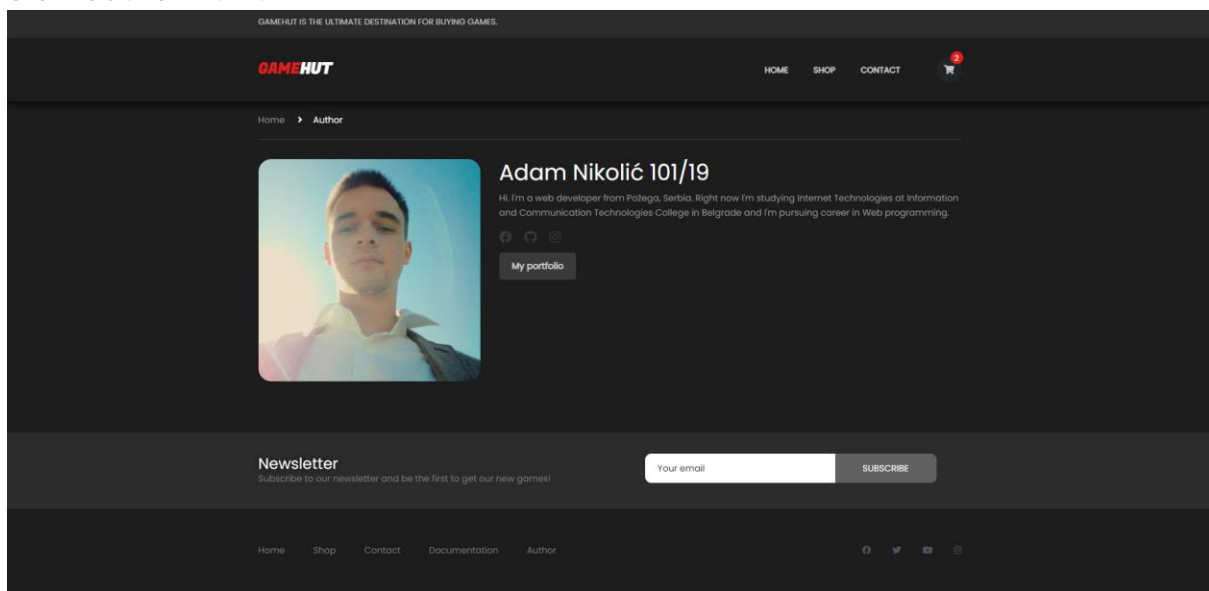 GAMEHUT IS THE ULTIMATE DESTINATION FOR BUYING GAMES.
GAMEHUT
HOME SHOP CONTACT 2
Home > Author
Adam Nikolić 101/19
Hi. I'm a web developer from Požega, Serbia. Right now I'm studying Internet Technologies at Information
and Communication Technologies College in Belgrade and I'm pursuing career in Web programming.
My portfolio
Newsletter
Subscribe to our newsletter and be the first to get our new games!
Your email SUBSCRIBE
Home Shop Contact Documentation Author